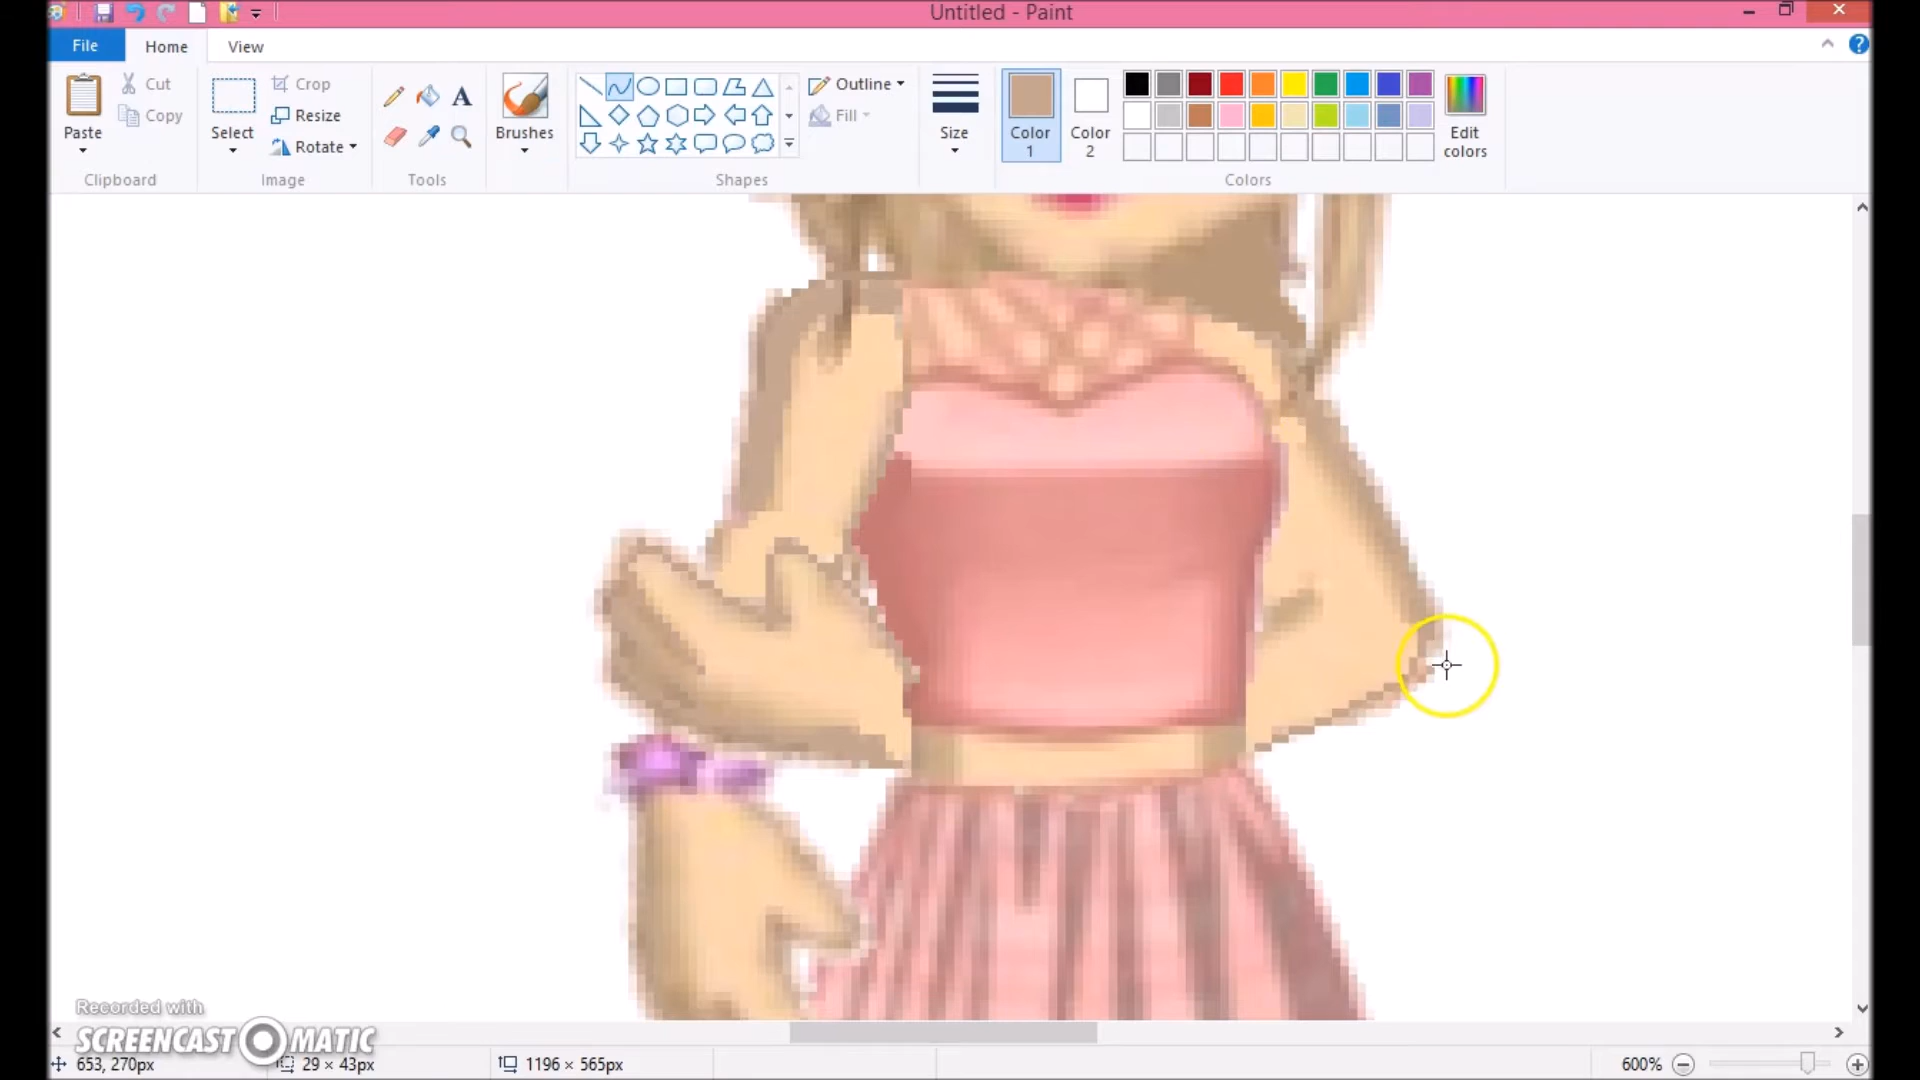 Untitled - Paint
File Home View
Paste Cut Copy Clipboard
Select Crop Resize Rotate Image
Tools
Brushes
Outline Fill Shapes
Size
Color 1 Color 2 Edit colors Colors
Recorded with
SCREENCAST MATIC
653, 270px 29 × 43px 1196 × 565px 600%